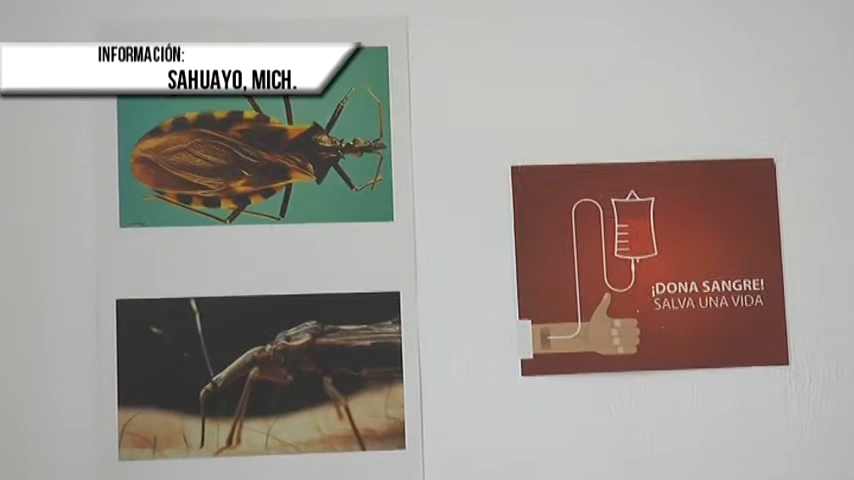 INFORMACIÓN:
SAHUAYO, MICH.
¡DONA SANGRE!
SALVA UNA VIDA